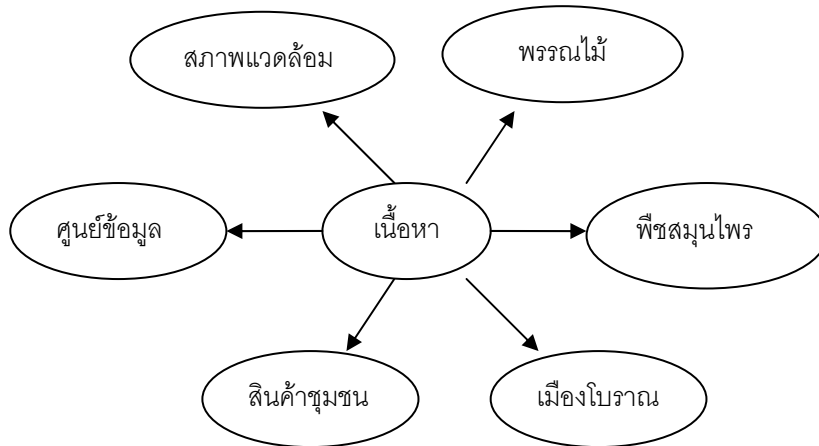 สภาพแวดล้อม
พรรณไม้
ศูนย์ข้อมูล
เนื้อหา
พืชสมุนไพร
สินค้าชุมชน
เมืองโบราณ